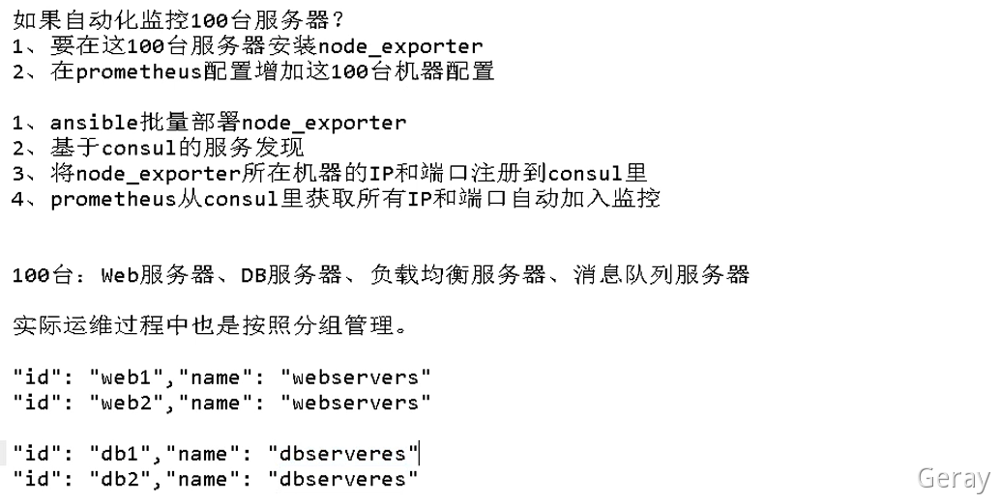 如果自动化监控100台服务器？
1、要在这100台服务器安装node_exporter
2、在prometheus配置增加这100台机器配置
1、ansible批量部署node_exporter
2、基于consul的服务发现
3、将node_exporter所在机器的IP和端口注册到consul里
4、prometheus从consul里获取所有IP和端口自动加入监控
100台：Web服务器、DB服务器、负载均衡服务器、消息队列服务器
实际运维过程中也是按照分组管理。
"id": "web1","name": "webservers"
"id": "web2","name": "webservers"
"id": "db1","name": "dbserveres"
"id": "db2","name": "dbserveres"
Geray